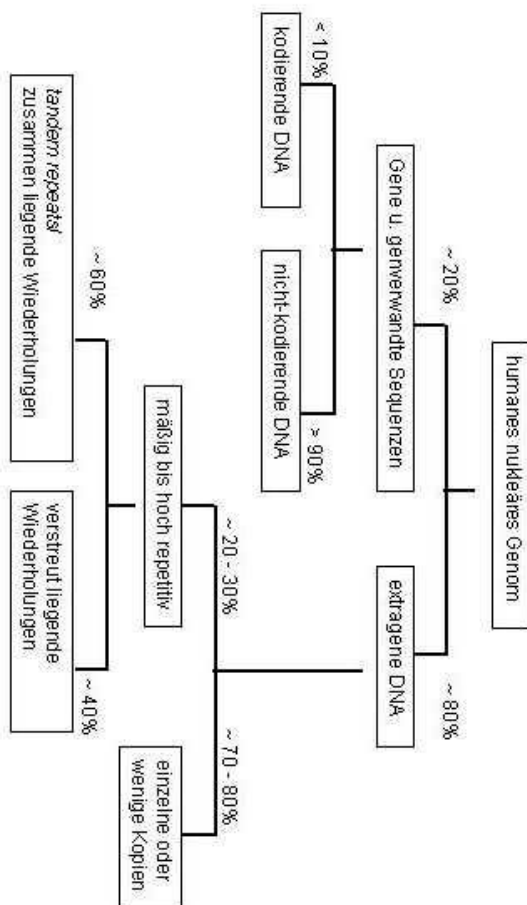 humanes nukleäres Genom
~ 20%
~ 80%
Gene u. genverwandte Sequenzen
extragene DNA
< 10%
> 90%
~ 20 - 30%
~ 70 - 80%
kodierende DNA
nicht-kodierende DNA
mäßig bis hoch repetitiv
einzelne oder
wenige Kopien
~ 60%
~ 40%
tandem repeats/
zusammen liegende Wiederholungen
verstreut liegende
Wiederholungen